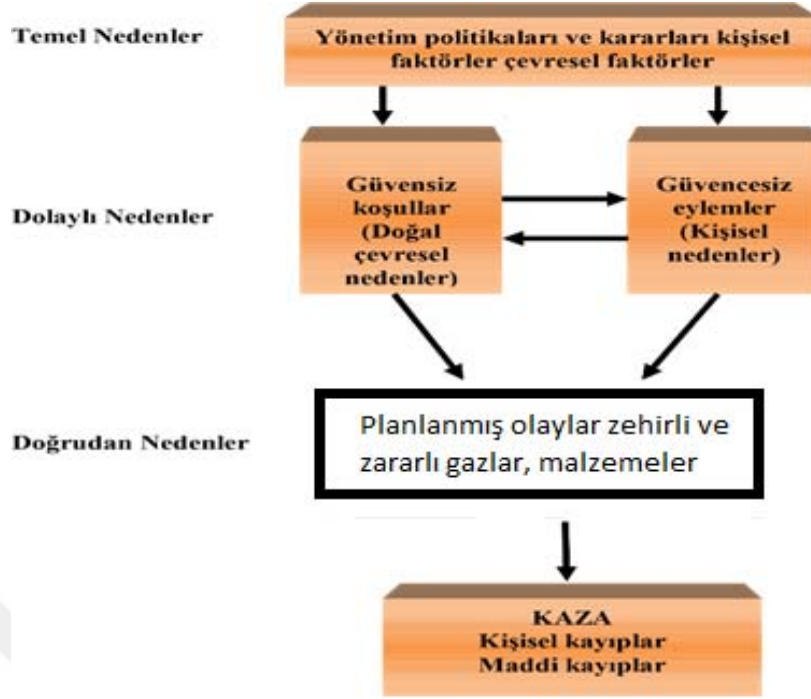 Temel Nedenler
Yönetim politikaları ve kararları kişisel
faktörler çevresel faktörler
Dolaylı Nedenler
Güvensiz
koşullar
(Doğal
çevresel
nedenler)
Güvencesiz
eylemler
(Kişisel
nedenler)
Doğrudan Nedenler
Planlanmış olaylar zehirli ve
zararlı gazlar, malzemeler
KAZA
Kişisel kayıplar
Maddi kayıplar